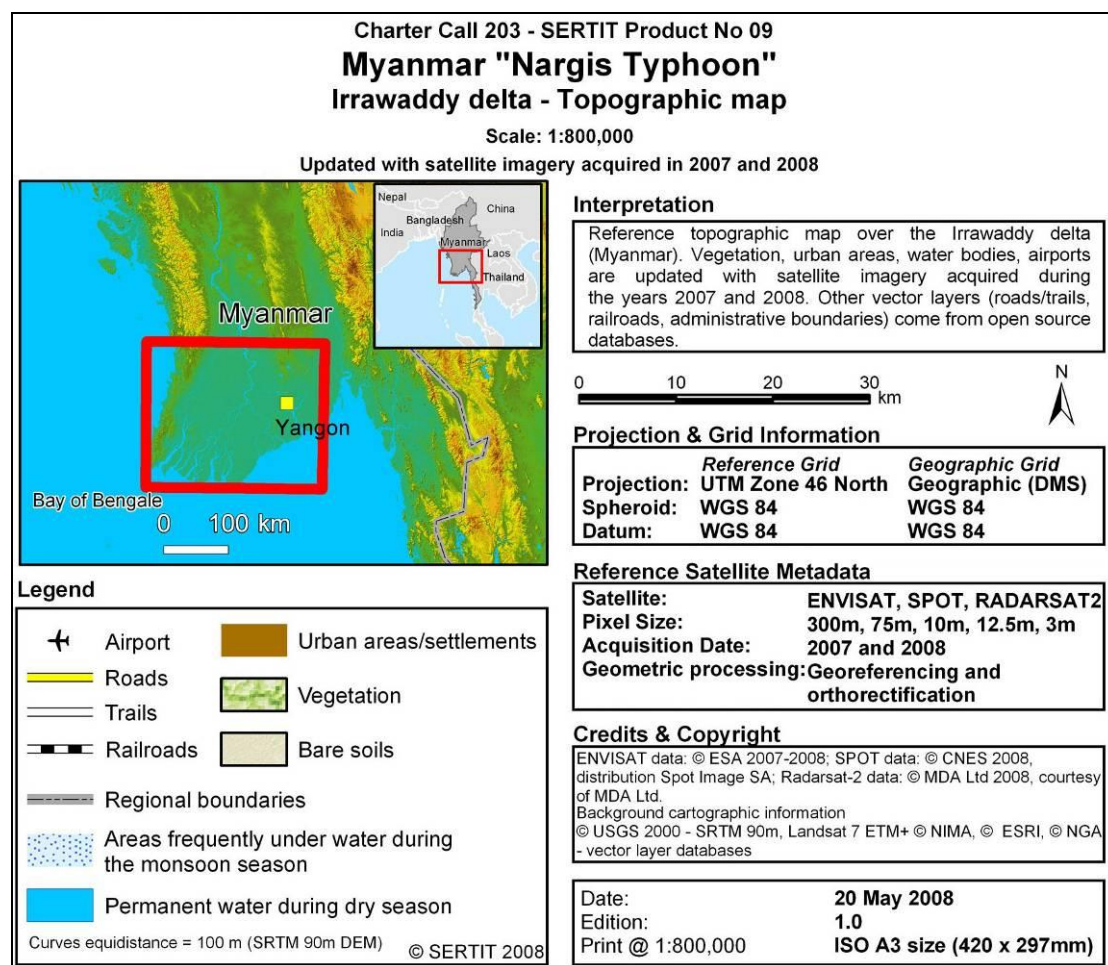 Charter Call 203 - SERTIT Product No 09
Myanmar "Nargis Typhoon"
Irrawaddy delta - Topographic map
Scale: 1:800,000
Updated with satellite imagery acquired in 2007 and 2008
Nepal
China
Bangladesh
India
Myanmar
Laos
Thailand
Myanmar
Yangon
Bay of Bengale
0 100 km
Legend
Airport
Roads
Trails
Railroads
Urban areas/settlements
Vegetation
Bare soils
Regional boundaries
Areas frequently under water during
the monsoon season
Permanent water during dry season
Curves equidistance = 100 m (SRTM 90m DEM)
© SERTIT 2008
Interpretation
Reference topographic map over the Irrawaddy delta
(Myanmar). Vegetation, urban areas, water bodies, airports
are updated with satellite imagery acquired during
the years 2007 and 2008. Other vector layers (roads/trails,
railroads, administrative boundaries) come from open source
databases.
0 10 20 30
km
N
Projection & Grid Information
Reference Grid Geographic Grid
Projection: UTM Zone 46 North Geographic (DMS)
Spheroid: WGS 84 WGS 84
Datum: WGS 84 WGS 84
Reference Satellite Metadata
Satellite: ENVISAT, SPOT, RADARSAT2
Pixel Size: 300m, 75m, 10m, 12.5m, 3m
Acquisition Date: 2007 and 2008
Geometric processing: Georeferencing and
orthorectification
Credits & Copyright
ENVISAT data: © ESA 2007-2008; SPOT data: © CNES 2008,
distribution Spot Image SA; Radarsat-2 data: © MDA Ltd 2008, courtesy
of MDA Ltd.
Background cartographic information
© USGS 2000 - SRTM 90m, Landsat 7 ETM+ © NIMA, © ESRI, © NGA
- vector layer databases
Date: 20 May 2008
Edition: 1.0
Print @ 1:800,000 ISO A3 size (420 x 297mm)